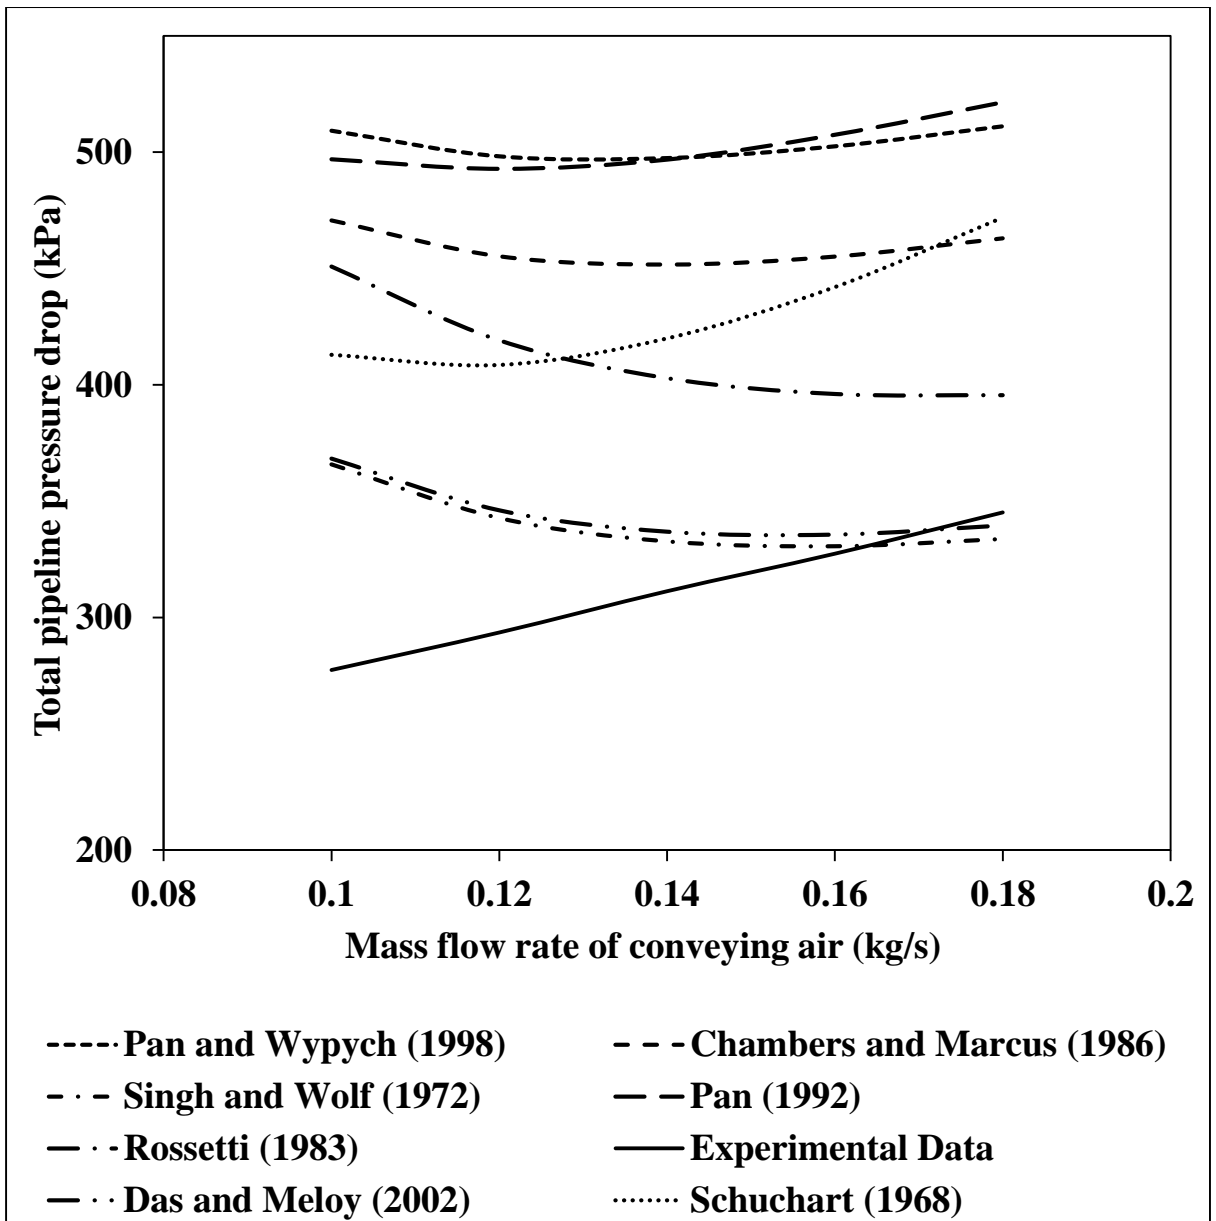 500
400
300
200
Total pipeline pressure drop (kPa)
0.08 0.1 0.12 0.14 0.16 0.18 0.2
Mass flow rate of conveying air (kg/s)
Pan and Wypych (1998) Chambers and Marcus (1986)
Singh and Wolf (1972) Pan (1992)
Rossetti (1983) Experimental Data
Das and Meloy (2002) Schuchart (1968)